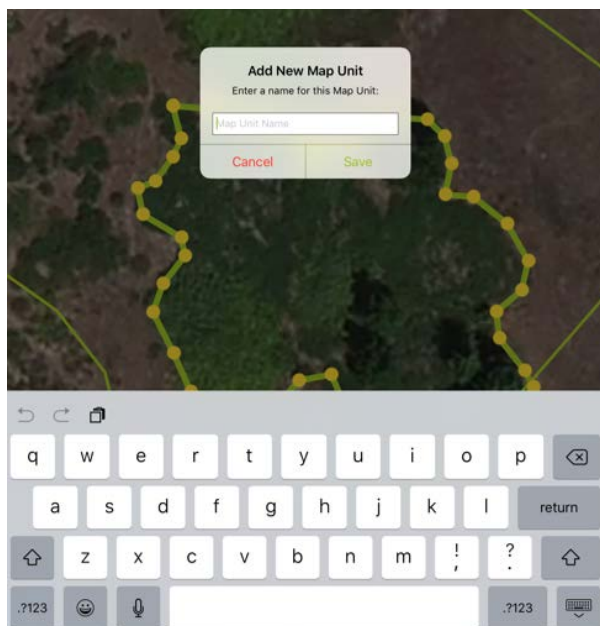 Add New Map Unit
Enter a name for this Map Unit:
Map Unit Name
Cancel Save
q w e r t y u i o p
a s d f g h j k l return
z x c v b n m ! , ? .
.?123 .?123